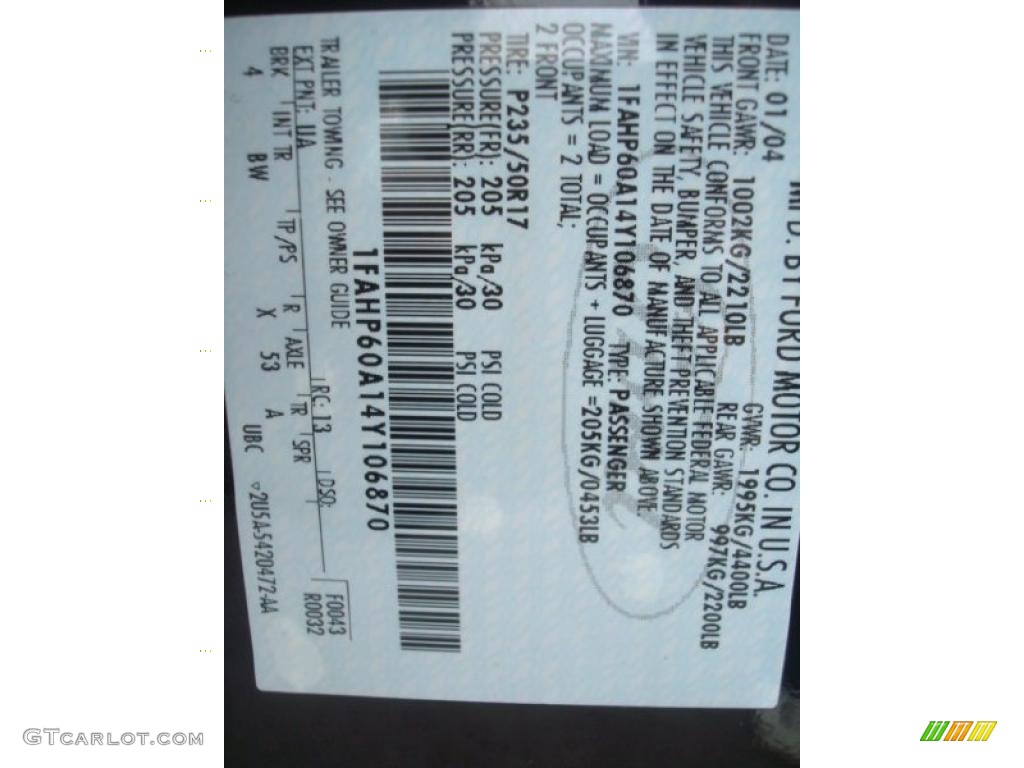 MFD. BY FORD MOTOR CO. IN U.S.A.
DATE: 01/04 GVWR: 1995KG/4400LB
FRONT GAWR: 1002KG/2210LB REAR GAWR: 997KG/2200LB
THIS VEHICLE CONFORMS TO ALL APPLICABLE FEDERAL MOTOR
VEHICLE SAFETY, BUMPER, AND THEFT PREVENTION STANDARDS
IN EFFECT ON THE DATE OF MANUFACTURE SHOWN ABOVE.
VIN: 1FAHP60A14Y106870 TYPE: PASSENGER
MAXIMUM LOAD = OCCUPANTS + LUGGAGE =205KG/0453LB
OCCUPANTS = 2 TOTAL;
2 FRONT
TIRE: P235/50R17
PRESSURE(FR): 205 kPa/30 PSI COLD
PRESSURE(RR): 205 kPa/30 PSI COLD
1FAHP60A14Y106870
TRAILER TOWING - SEE OWNER GUIDE
F0043
EXT PNT: UA RC: 13 DSO:
R0032
BRK INT TR TP/PS R AXLE TR SPR
4 BW X 53 A UBC
2U5A-5420472-AA
GTCARLOT.COM